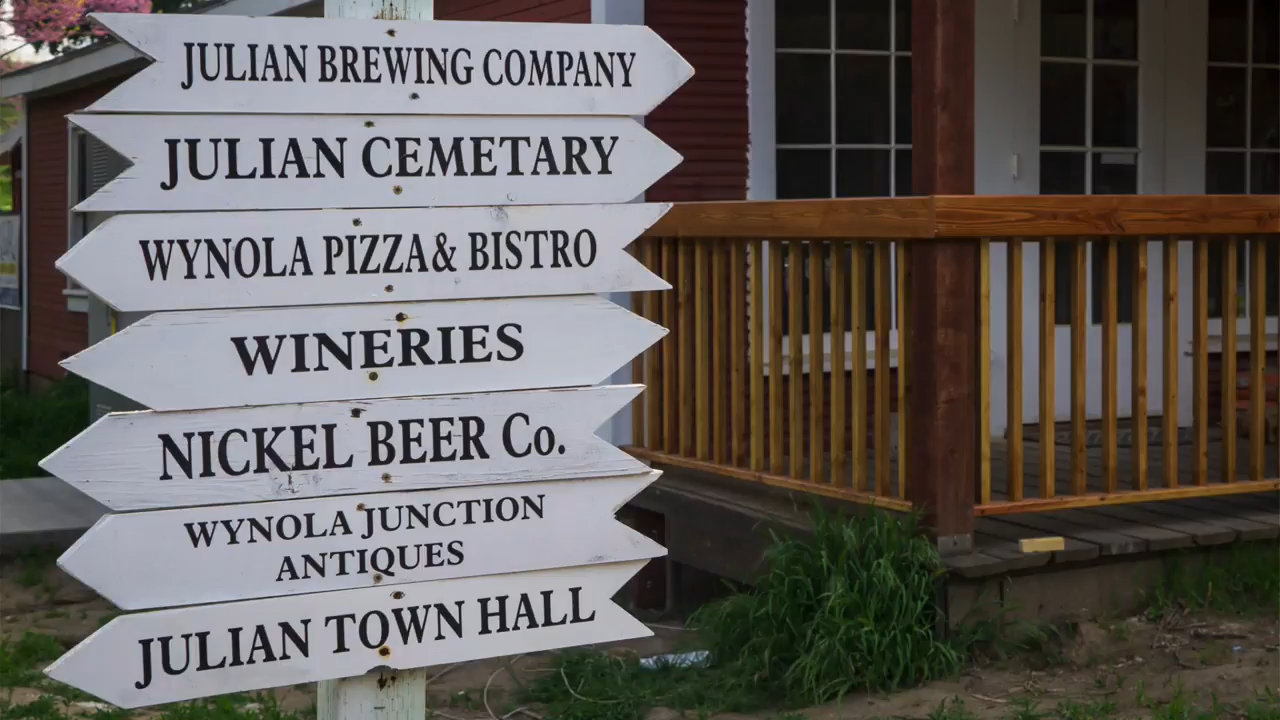 JULIAN BREWING COMPANY
JULIAN CEMETARY
WYNOLA PIZZA & BISTRO
WINERIES
NICKEL BEER Co.
WYNOLA JUNCTION
ANTIQUES
JULIAN TOWN HALL